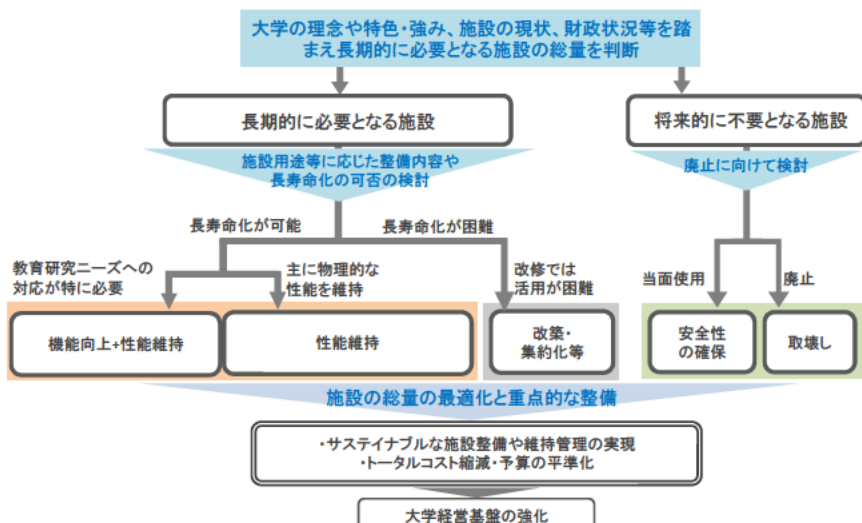 大学の理念や特色・強み、施設の現状、財政状況等を踏
まえ長期的に必要となる施設の総量を判断
長期的に必要となる施設
将来的に不要となる施設
施設用途等に応じた整備内容や
長寿命化の可否の検討
廃止に向けて検討
長寿命化が可能
長寿命化が困難
教育研究ニーズへの
対応が特に必要
主に物理的な
性能を維持
改修では
活用が困難
当面使用
廃止
機能向上+性能維持
性能維持
改築・
集約化等
安全性
の確保
取壊し
施設の総量の最適化と重点的な整備
・サステイナブルな施設整備や維持管理の実現
・トータルコスト縮減・予算の平準化
大学経営基盤の強化